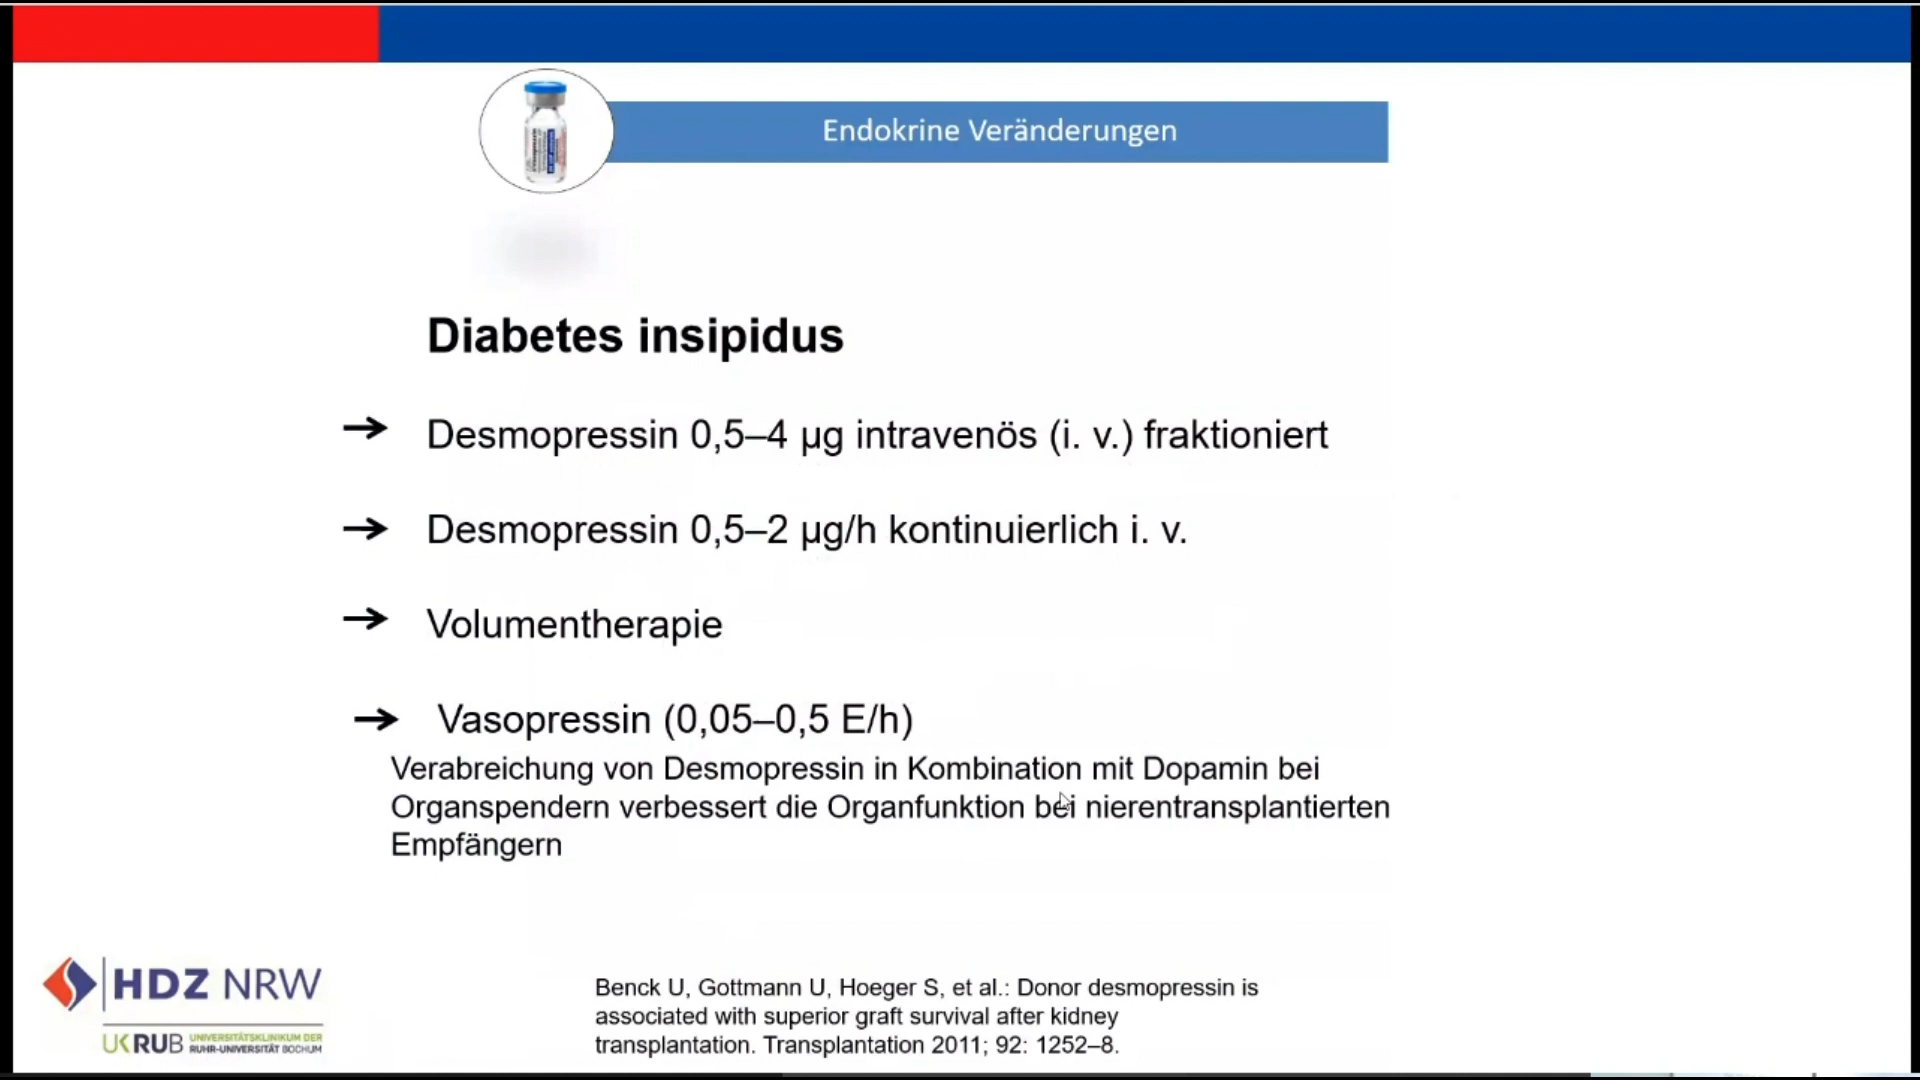 Endokrine Veränderungen
Diabetes insipidus
→ Desmopressin 0,5–4 µg intravenös (i. v.) fraktioniert
→ Desmopressin 0,5–2 µg/h kontinuierlich i. v.
→ Volumentherapie
→ Vasopressin (0,05–0,5 E/h)
Verabreichung von Desmopressin in Kombination mit Dopamin bei
Organspendern verbessert die Organfunktion bei nierentransplantierten
Empfängern
HDZ NRW
UK RUB UNIVERSITÄTSKLINIKUM DER
RUHR-UNIVERSITÄT BOCHUM
Benck U, Gottmann U, Hoeger S, et al.: Donor desmopressin is
associated with superior graft survival after kidney
transplantation. Transplantation 2011; 92: 1252–8.